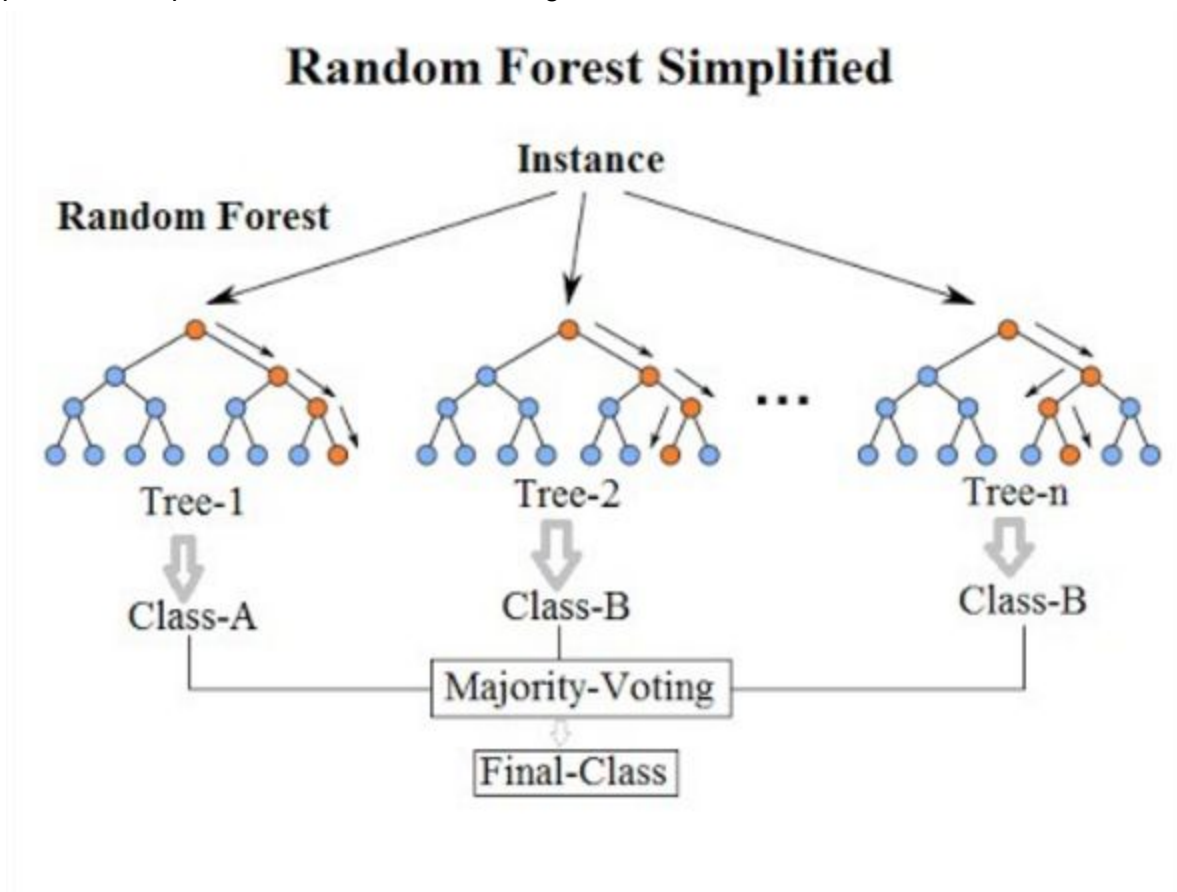 Random Forest Simplified
Instance
Random Forest
...
Tree-1
Tree-2
Tree-n
Class-A
Class-B
Class-B
Majority-Voting
Final-Class